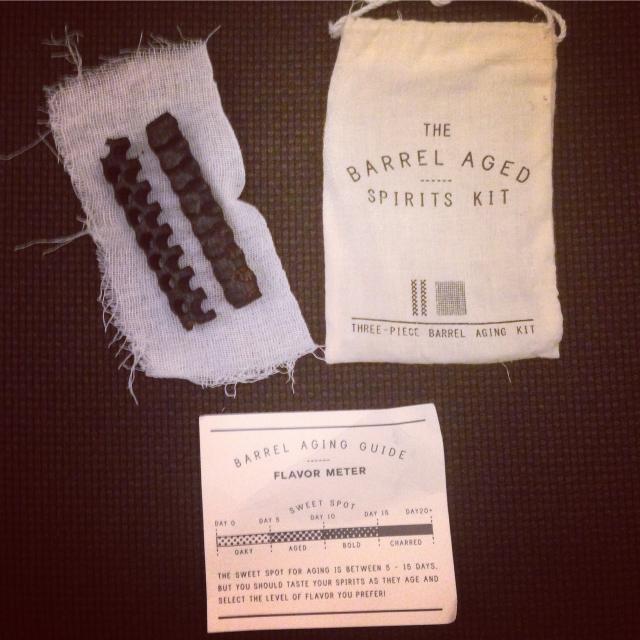 THE
BARREL AGED
SPIRITS KIT
THREE-PIECE BARREL AGING KIT
BARREL AGING GUIDE
FLAVOR METER
SWEET SPOT
DAY 0 DAY 5 DAY 10 DAY 15 DAY20+
OAKY AGED BOLD CHARRED
THE SWEET SPOT FOR AGING IS BETWEEN 5 - 15 DAYS,
BUT YOU SHOULD TASTE YOUR SPIRITS AS THEY AGE AND
SELECT THE LEVEL OF FLAVOR YOU PREFER!